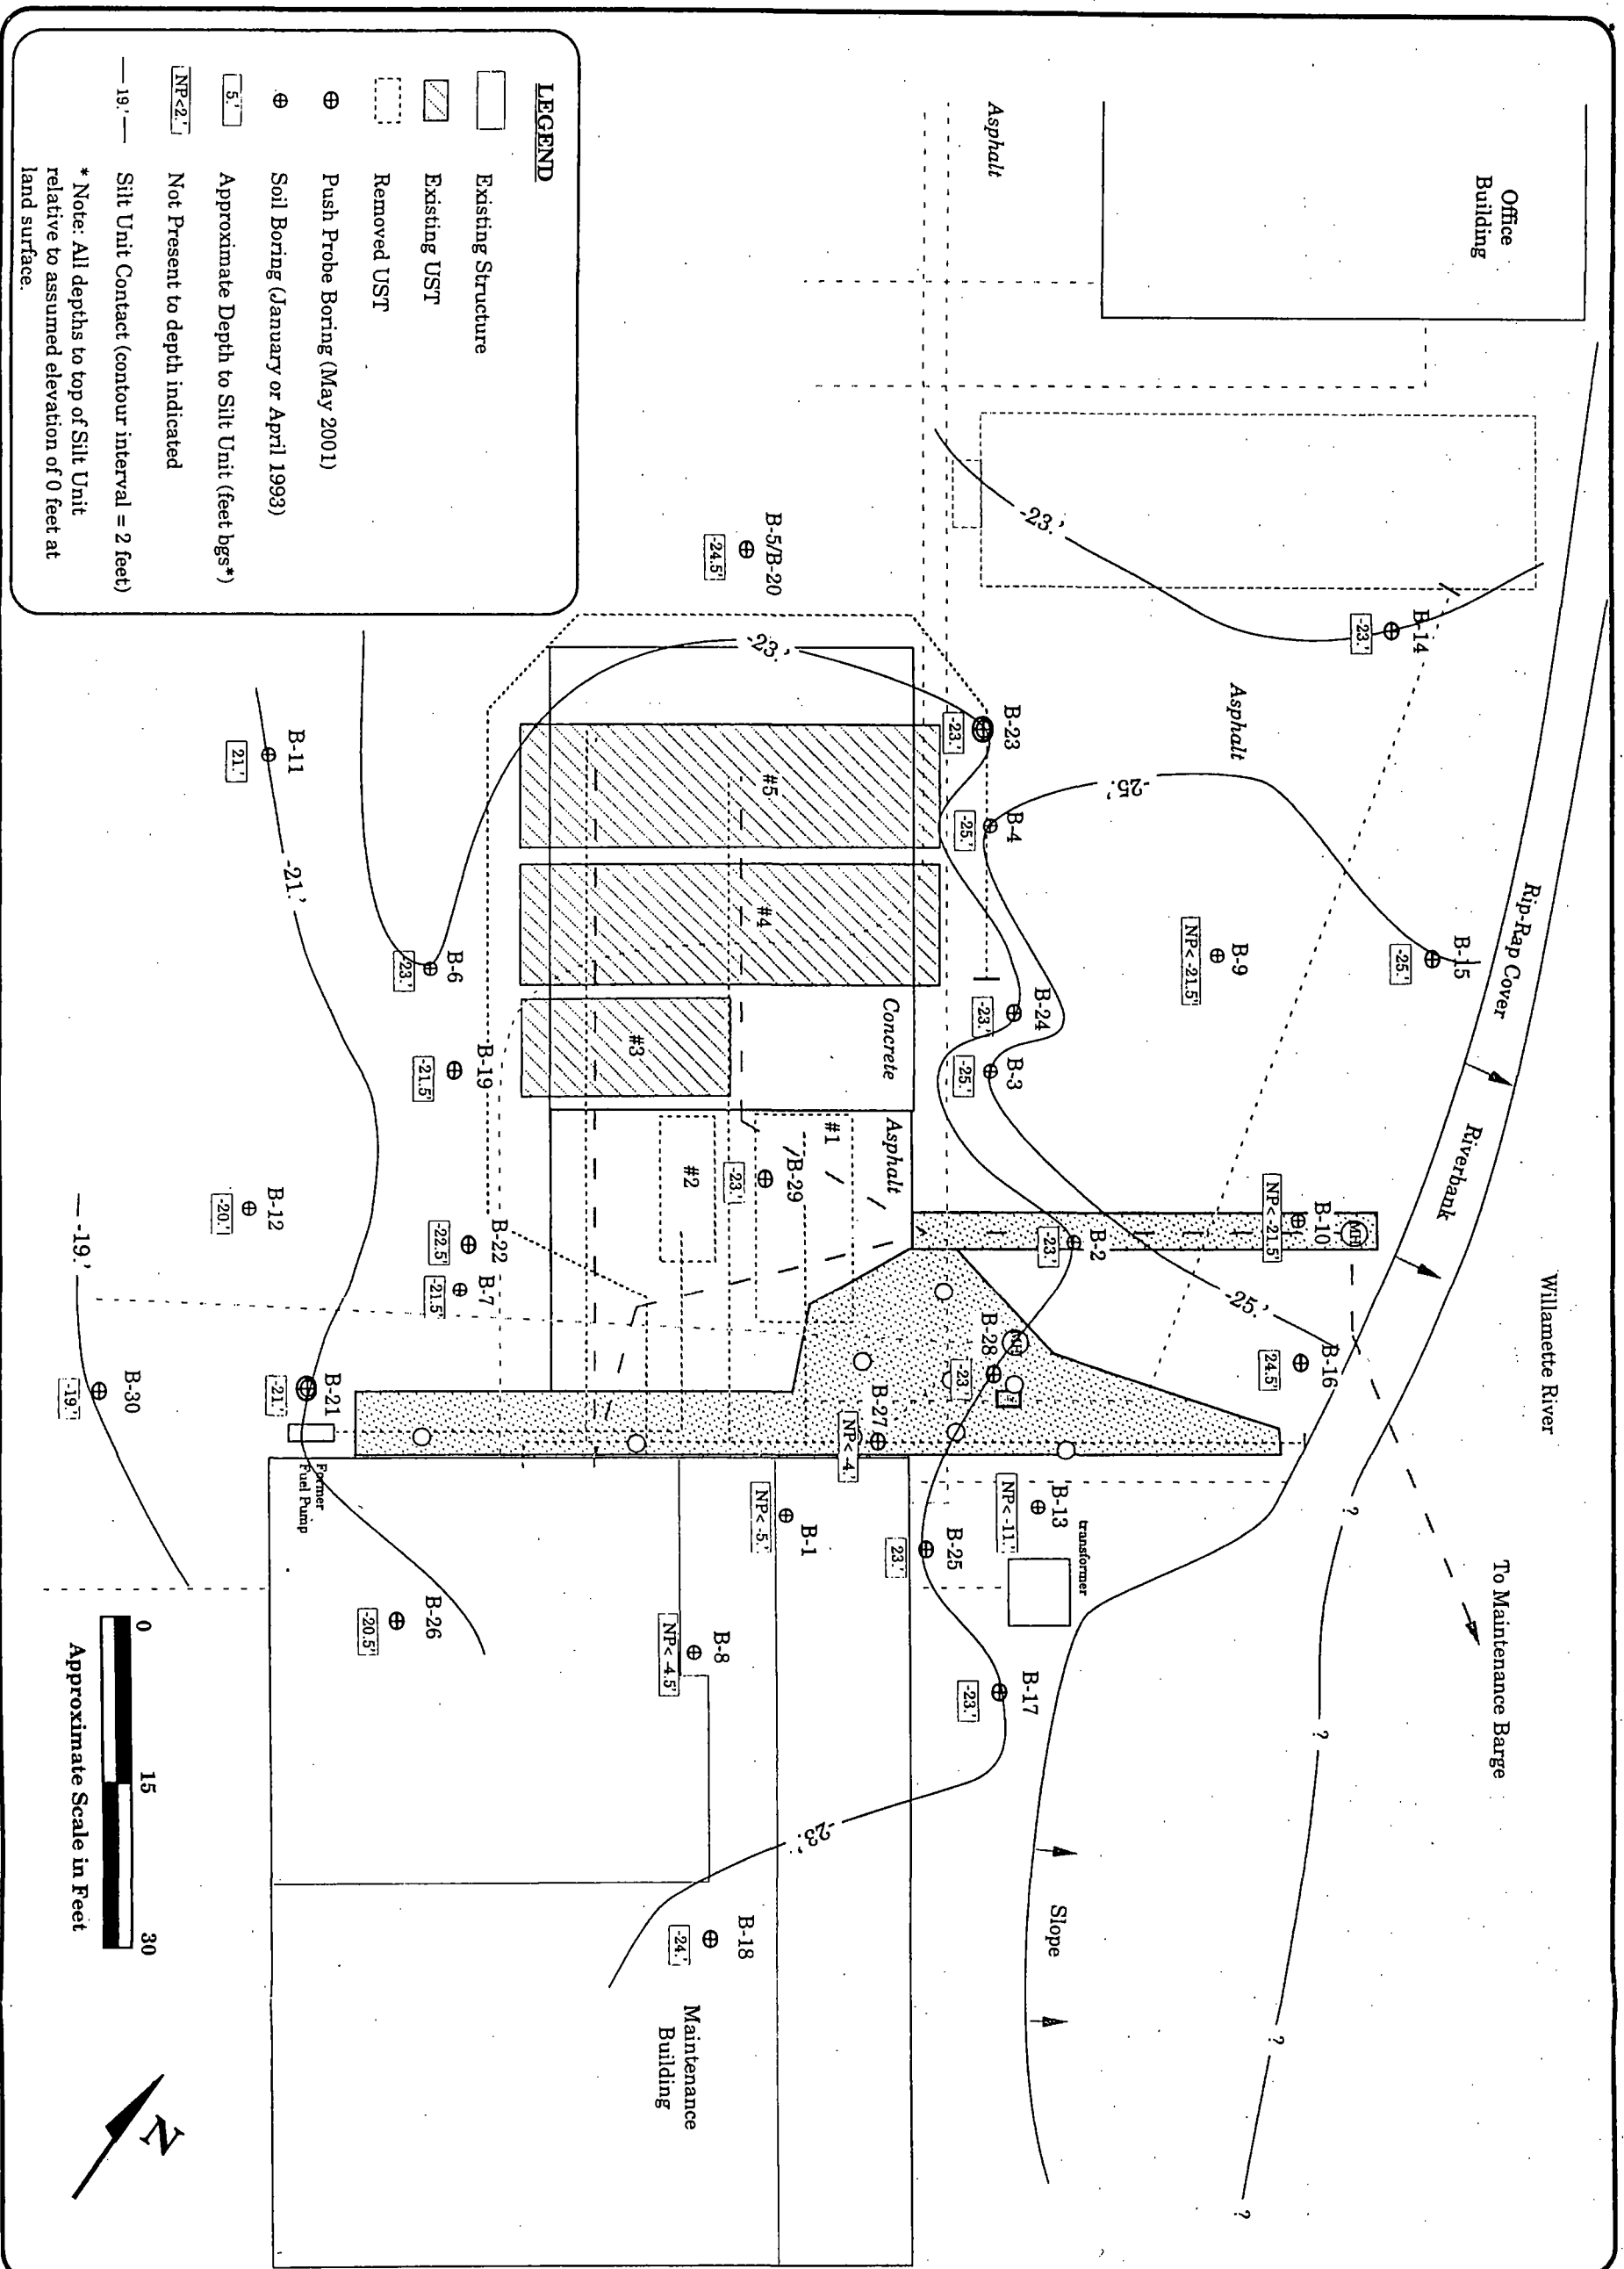 Office
Building
Asphalt
Willamette River
To Maintenance Barge
Rip-Rap Cover
Riverbank
Asphalt
-23.'
B-14
-23.'
B-15
-25.'
-25.'
B-9
NP< -21.5'
B-10
NP< -21.5'
MH
-25.'
B-16
24.5'
?
?
?
?
B-23
-23.'
B-4
-25.'
B-24
-23.'
B-3
-25.'
B-2
-23.'
B-28
-23.'
MH
B-13
NP< -11.'
transformer
B-17
-23.'
Slope
B-5/B-20
-24.5'
-23.'
#5
#4
#3
Concrete
Asphalt
#1
#2
B-29
-23.'
B-27
NP< -4.'
B-25
23.'
B-1
NP< -5.'
B-8
NP< -4.5'
-23.'
B-18
-24.'
Maintenance
Building
B-6
-23.'
B-19
-21.5'
B-22
-22.5'
B-7
-21.5'
B-11
21.'
-21.'
B-12
-20.'
B-21
-21.'
Former
Fuel Pump
B-26
-20.5'
-19.'
B-30
-19.'
LEGEND
Existing Structure
Existing UST
Removed UST
Push Probe Boring (May 2001)
Soil Boring (January or April 1993)
5.' Approximate Depth to Silt Unit (feet bgs*)
NP<2.' Not Present to depth indicated
19.' Silt Unit Contact (contour interval = 2 feet)
* Note: All depths to top of Silt Unit
relative to assumed elevation of 0 feet at
land surface.
0 15 30
Approximate Scale in Feet
N